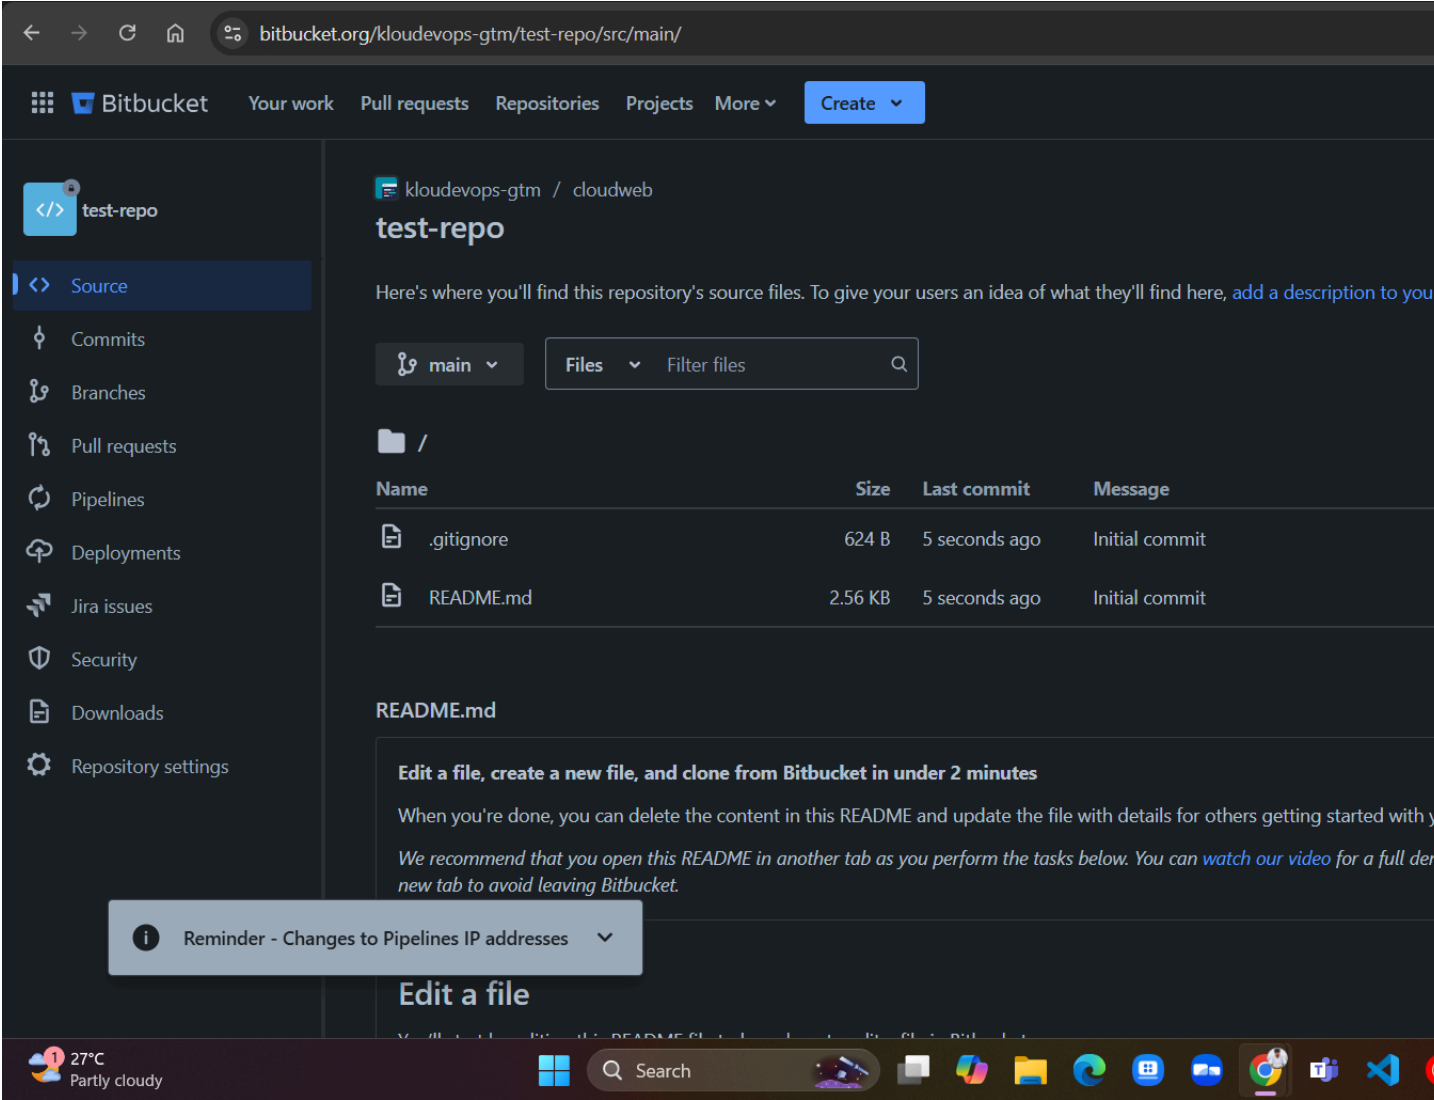 bitbucket.org/kloudevops-gtm/test-repo/src/main/
Bitbucket Your work Pull requests Repositories Projects More Create
test-repo
Source
Commits
Branches
Pull requests
Pipelines
Deployments
Jira issues
Security
Downloads
Repository settings
kloudevops-gtm / cloudweb
test-repo
Here's where you'll find this repository's source files. To give your users an idea of what they'll find here, add a description to you
main Files Filter files
/
Name Size Last commit Message
.gitignore 624 B 5 seconds ago Initial commit
README.md 2.56 KB 5 seconds ago Initial commit
README.md
Edit a file, create a new file, and clone from Bitbucket in under 2 minutes
When you're done, you can delete the content in this README and update the file with details for others getting started with y
We recommend that you open this README in another tab as you perform the tasks below. You can watch our video for a full der
new tab to avoid leaving Bitbucket.
Reminder - Changes to Pipelines IP addresses
Edit a file
1 27°C
Partly cloudy
Search